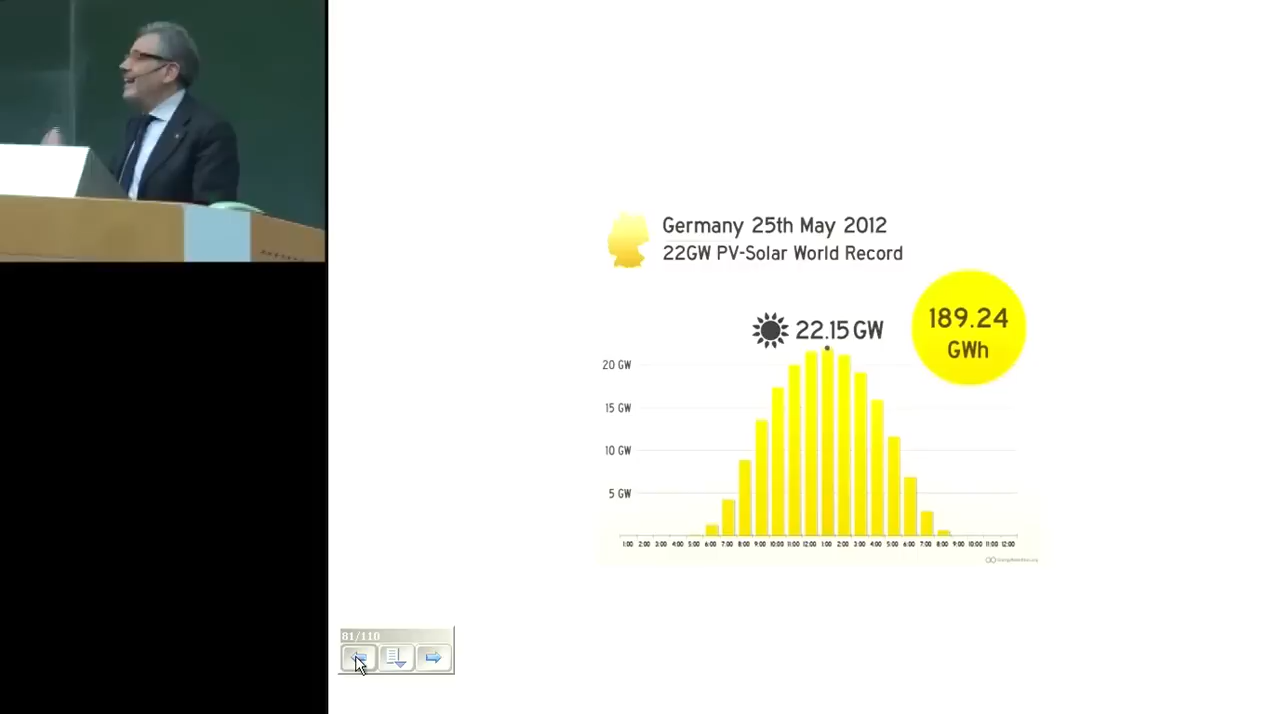 Germany 25th May 2012
22GW PV-Solar World Record
22.15 GW
189.24
GWh
20 GW
15 GW
10 GW
5 GW
1:00 2:00 3:00 4:00 5:00 6:00 7:00 8:00 9:00 10:00 11:00 12:00 1:00 2:00 3:00 4:00 5:00 6:00 7:00 8:00 9:00 10:00 11:00 12:00
81/110